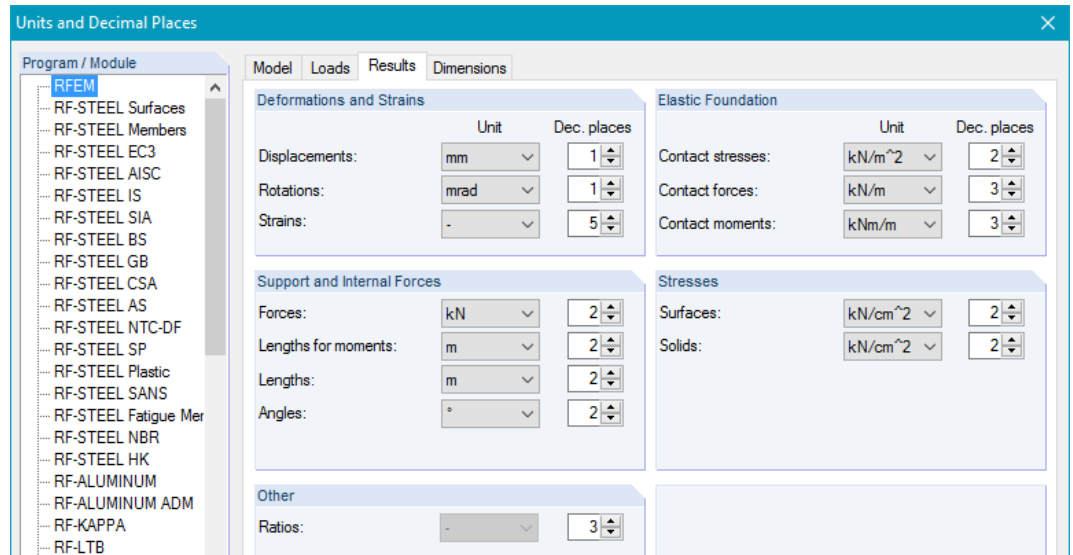 Units and Decimal Places
Program / Module
RFEM
RF-STEEL Surfaces
RF-STEEL Members
RF-STEEL EC3
RF-STEEL AISC
RF-STEEL IS
RF-STEEL SIA
RF-STEEL BS
RF-STEEL GB
RF-STEEL CSA
RF-STEEL AS
RF-STEEL NTC-DF
RF-STEEL SP
RF-STEEL Plastic
RF-STEEL SANS
RF-STEEL Fatigue Mer
RF-STEEL NBR
RF-STEEL HK
RF-ALUMINUM
RF-ALUMINUM ADM
RF-KAPPA
RF-LTB
Model Loads Results Dimensions
Deformations and Strains
Unit Dec. places
Displacements: mm 1
Rotations: mrad 1
Strains: - 5
Elastic Foundation
Unit Dec. places
Contact stresses: kN/m^2 2
Contact forces: kN/m 3
Contact moments: kNm/m 3
Support and Internal Forces
Forces: kN 2
Lengths for moments: m 2
Lengths: m 2
Angles: ° 2
Stresses
Surfaces: kN/cm^2 2
Solids: kN/cm^2 2
Other
Ratios: - 3